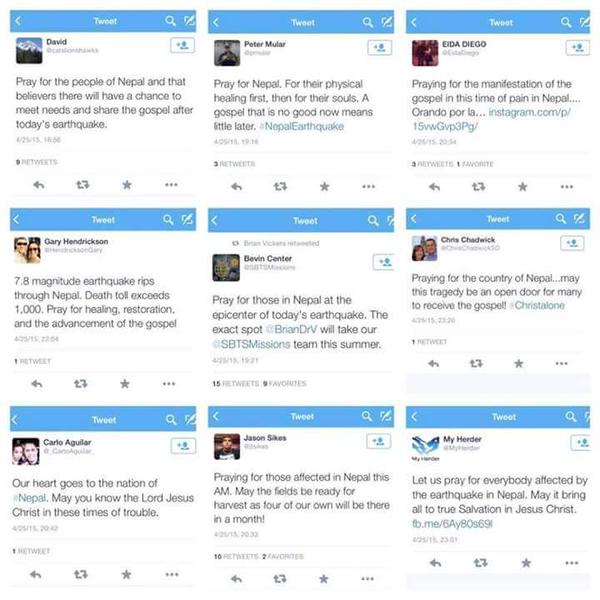 Tweet
David
@catalionshawks
Pray for the people of Nepal and that
believers there will have a chance to
meet needs and share the gospel after
today's earthquake.
4/25/15, 16:56
9 RETWEETS
Tweet
Peter Mular
@pmular
Pray for Nepal. For their physical
healing first, then for their souls. A
gospel that is no good now means
little later. #NepalEarthquake
4/25/15, 19:16
3 RETWEETS
Tweet
EIDA DIEGO
@EidaDiego
Praying for the manifestation of the
gospel in this time of pain in Nepal....
Orando por la... instagram.com/p/
15vwGvp3Pg/
4/25/15, 20:34
3 RETWEETS 1 FAVORITE
Tweet
Gary Hendrickson
@HendricksonGary
7.8 magnitude earthquake rips
through Nepal. Death toll exceeds
1,000. Pray for healing, restoration,
and the advancement of the gospel
4/25/15, 22:54
1 RETWEET
Tweet
Brian Vickers retweeted
Bevin Center
@SBTSMissions
Pray for those in Nepal at the
epicenter of today's earthquake. The
exact spot @BrianDrV will take our
@SBTSMissions team this summer.
4/25/15, 19:21
15 RETWEETS 9 FAVORITES
Tweet
Chris Chadwick
@ChrisChadwickSD
Praying for the country of Nepal...may
this tragedy be an open door for many
to receive the gospel! #Christalone
4/25/15, 23:20
1 RETWEET
Tweet
Carlo Aguilar
@_CarloAguilar_
Our heart goes to the nation of
#Nepal. May you know the Lord Jesus
Christ in these times of trouble.
4/25/15, 20:42
1 RETWEET
Tweet
Jason Sikes
Praying for those affected in Nepal this
AM. May the fields be ready for
harvest as four of our own will be there
in a month!
4/25/15, 20:33
10 RETWEETS 2 FAVORITES
Tweet
My Herder
@MyHerder
My Herder
Let us pray for everybody affected by
the earthquake in Nepal. May it bring
all to true Salvation in Jesus Christ.
fb.me/6Ay80s69l
4/25/15, 23:01